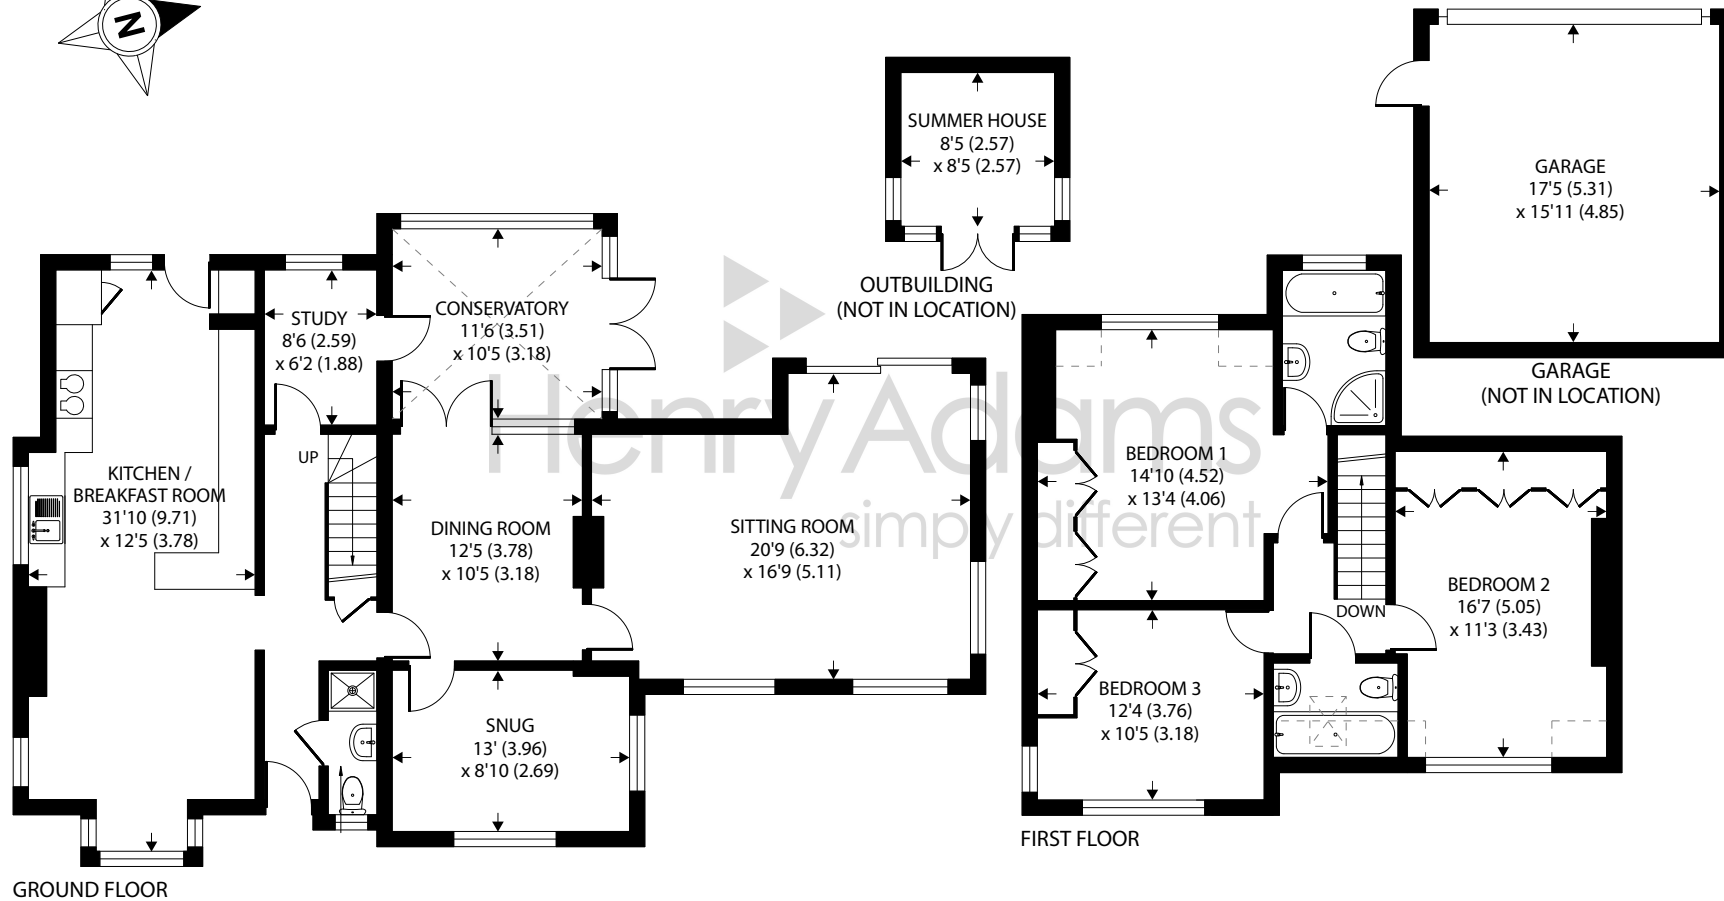 N
SUMMER HOUSE
8'5 (2.57)
x 8'5 (2.57)
OUTBUILDING
(NOT IN LOCATION)
GARAGE
17'5 (5.31)
x 15'11 (4.85)
GARAGE
(NOT IN LOCATION)
STUDY
8'6 (2.59)
x 6'2 (1.88)
CONSERVATORY
11'6 (3.51)
x 10'5 (3.18)
Henry Adams
simply different
UP
KITCHEN /
BREAKFAST ROOM
31'10 (9.71)
x 12'5 (3.78)
DINING ROOM
12'5 (3.78)
x 10'5 (3.18)
SITTING ROOM
20'9 (6.32)
x 16'9 (5.11)
SNUG
13' (3.96)
x 8'10 (2.69)
GROUND FLOOR
BEDROOM 1
14'10 (4.52)
x 13'4 (4.06)
BEDROOM 2
16'7 (5.05)
x 11'3 (3.43)
DOWN
BEDROOM 3
12'4 (3.76)
x 10'5 (3.18)
FIRST FLOOR